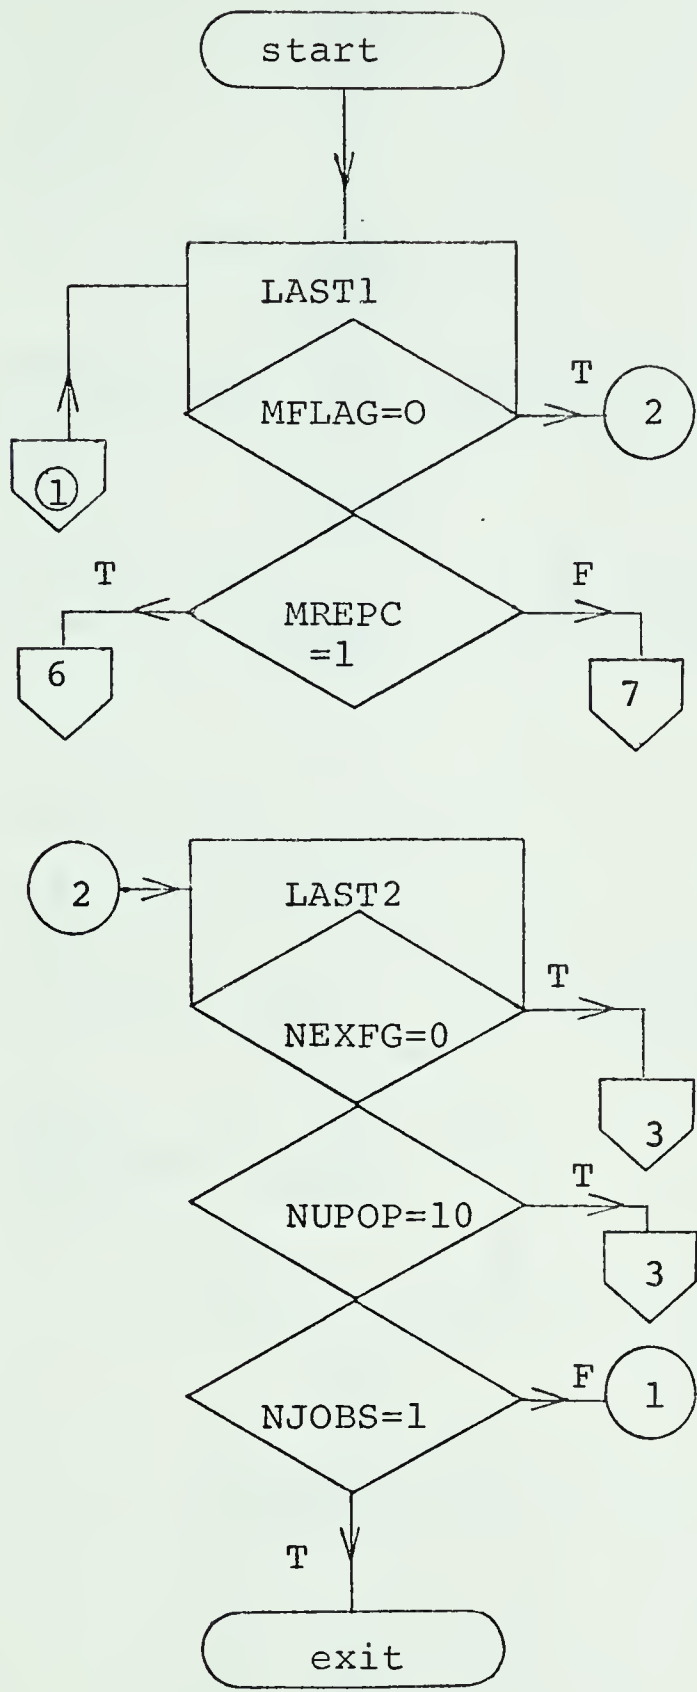 start
LAST1
MFLAG=0
T
2
1
T
F
MREPC
=1
6
7
2
LAST2
T
NEXFG=0
3
T
NUPOP=10
3
F
1
NJOBS=1
T
exit